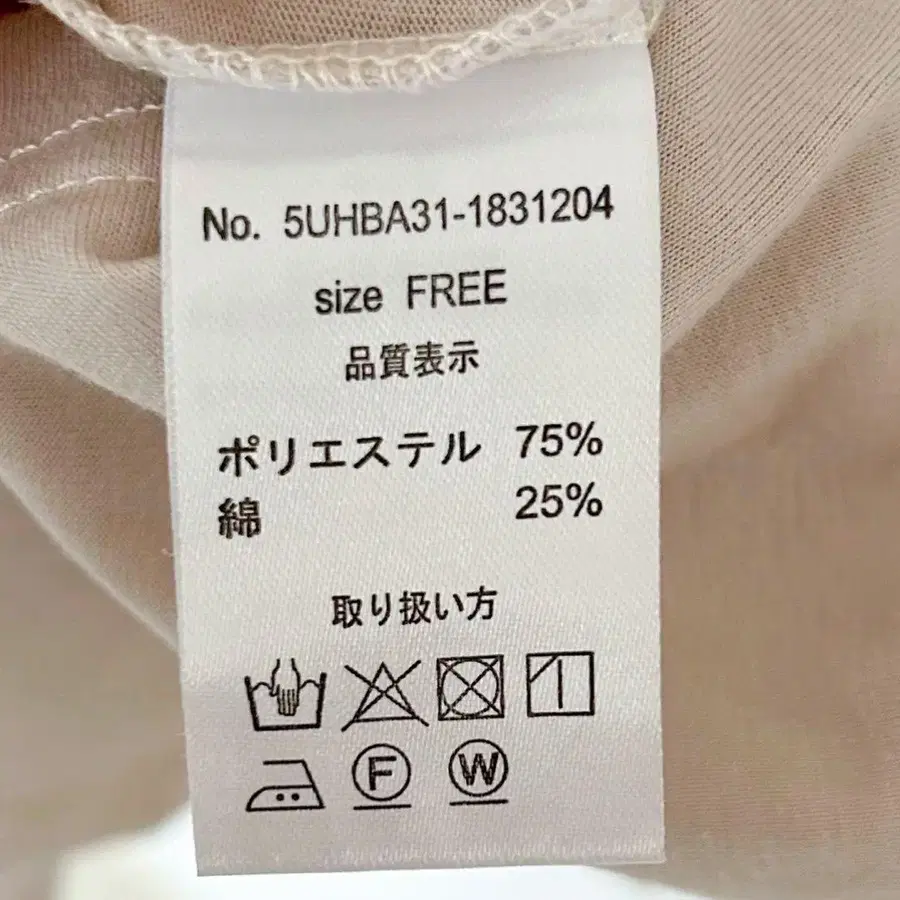 No. 5UHBA31-1831204
size FREE
品質表示
ポリエステル 75%
綿 25%
取り扱い方
F W